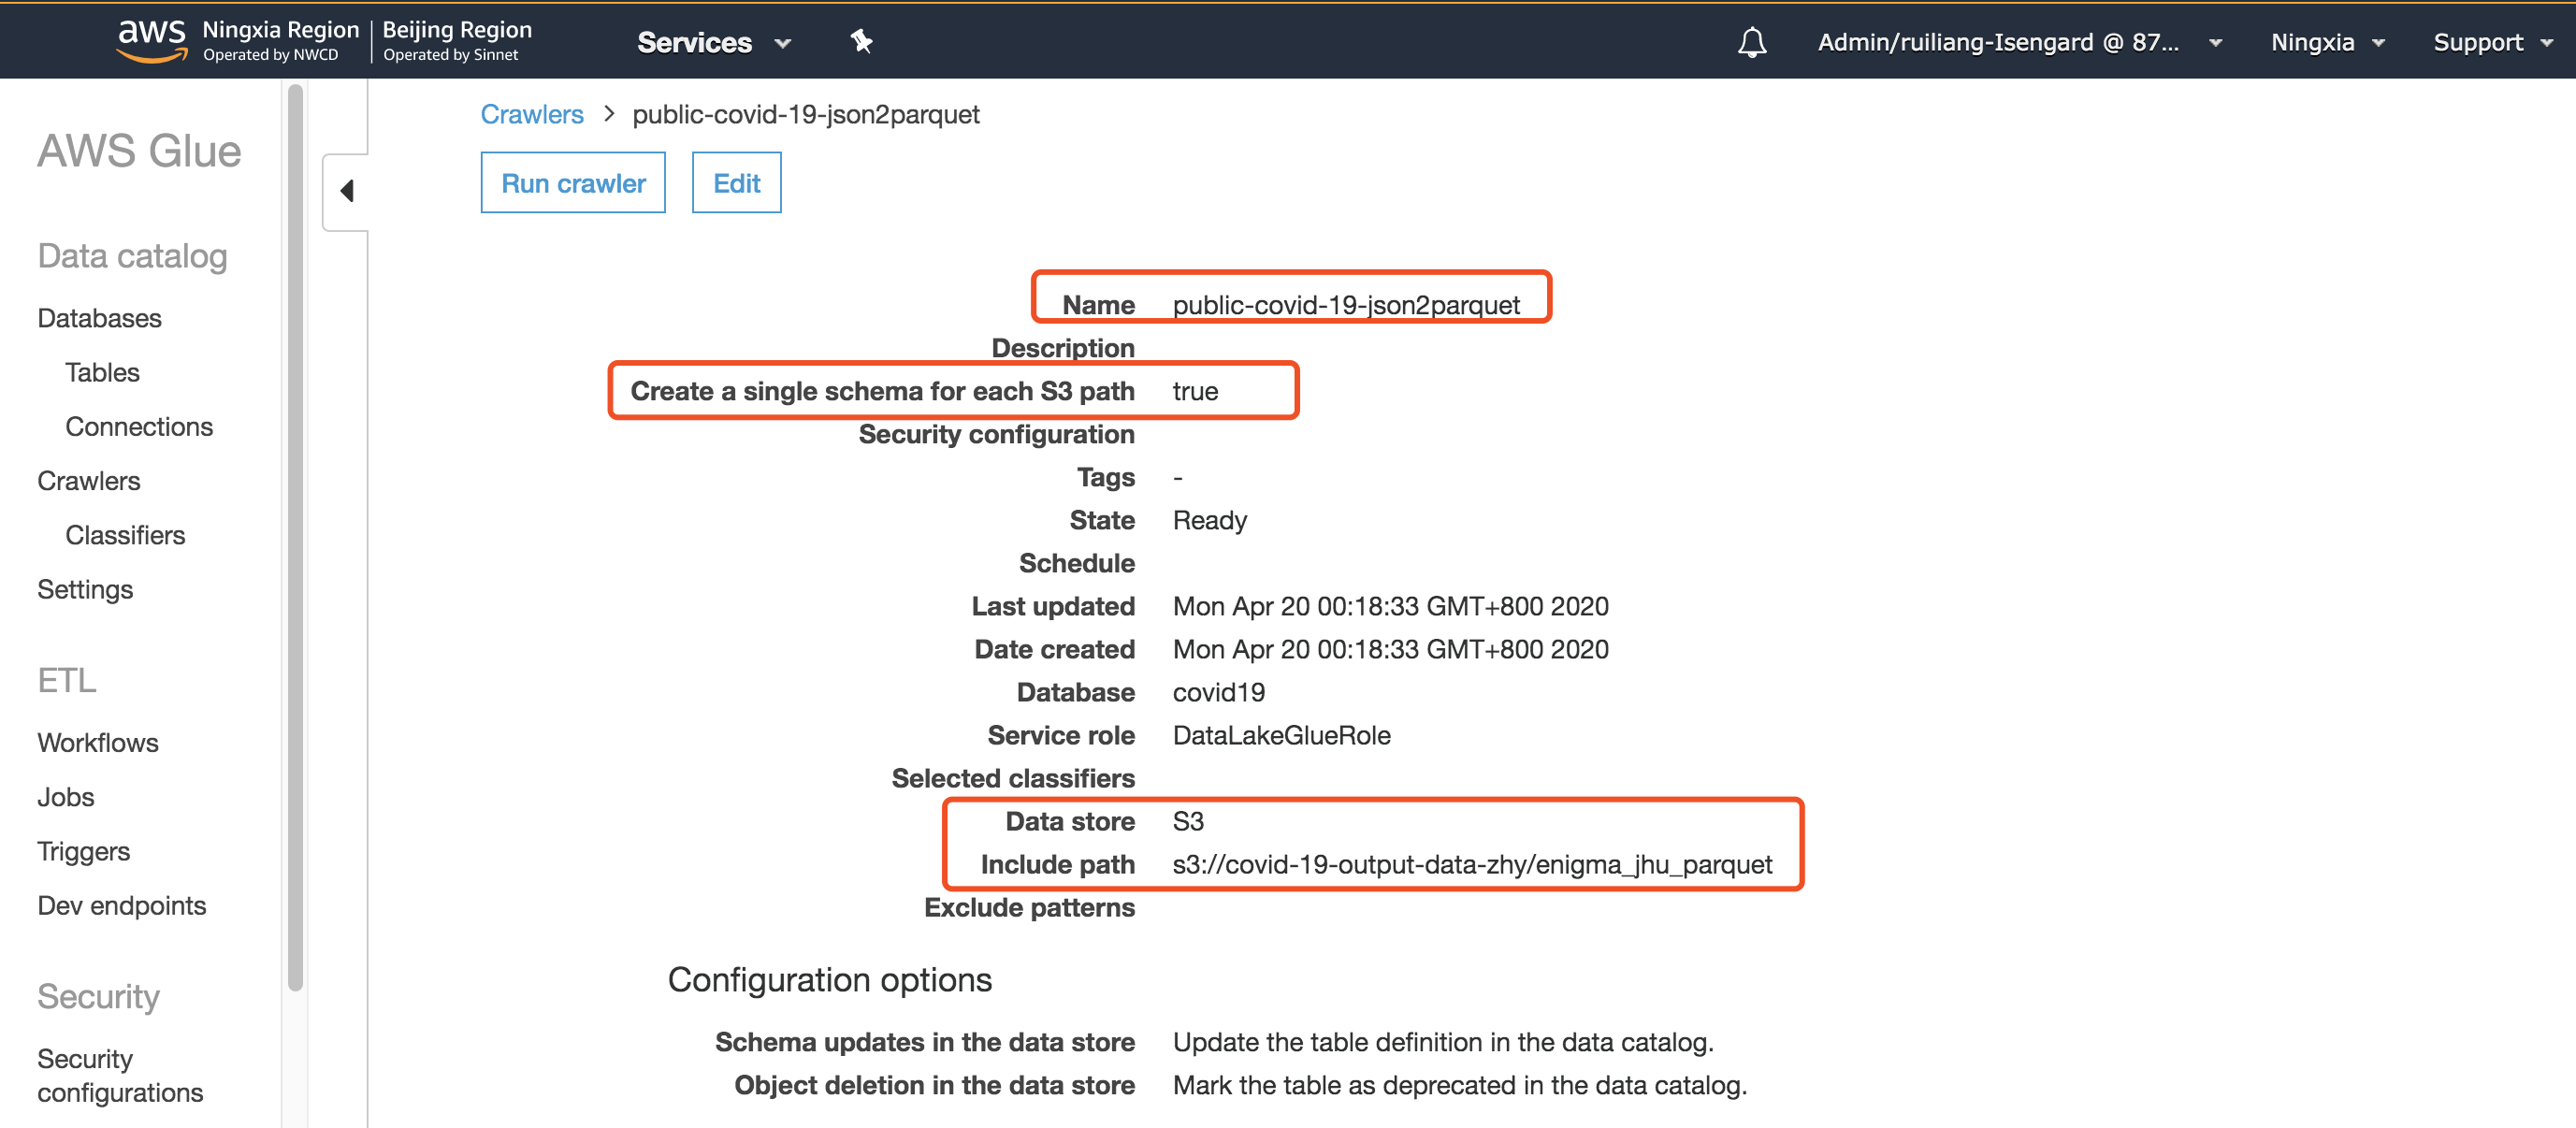 aws Ningxia Region Operated by NWCD Beijing Region Operated by Sinnet Services Admin/ruiliang-Isengard @ 87... Ningxia Support
AWS Glue
Data catalog
Databases
Tables
Connections
Crawlers
Classifiers
Settings
ETL
Workflows
Jobs
Triggers
Dev endpoints
Security
Security
configurations
Crawlers > public-covid-19-json2parquet
Run crawler Edit
Name public-covid-19-json2parquet
Description
Create a single schema for each S3 path true
Security configuration
Tags -
State Ready
Schedule
Last updated Mon Apr 20 00:18:33 GMT+800 2020
Date created Mon Apr 20 00:18:33 GMT+800 2020
Database covid19
Service role DataLakeGlueRole
Selected classifiers
Data store S3
Include path s3://covid-19-output-data-zhy/enigma_jhu_parquet
Exclude patterns
Configuration options
Schema updates in the data store Update the table definition in the data catalog.
Object deletion in the data store Mark the table as deprecated in the data catalog.